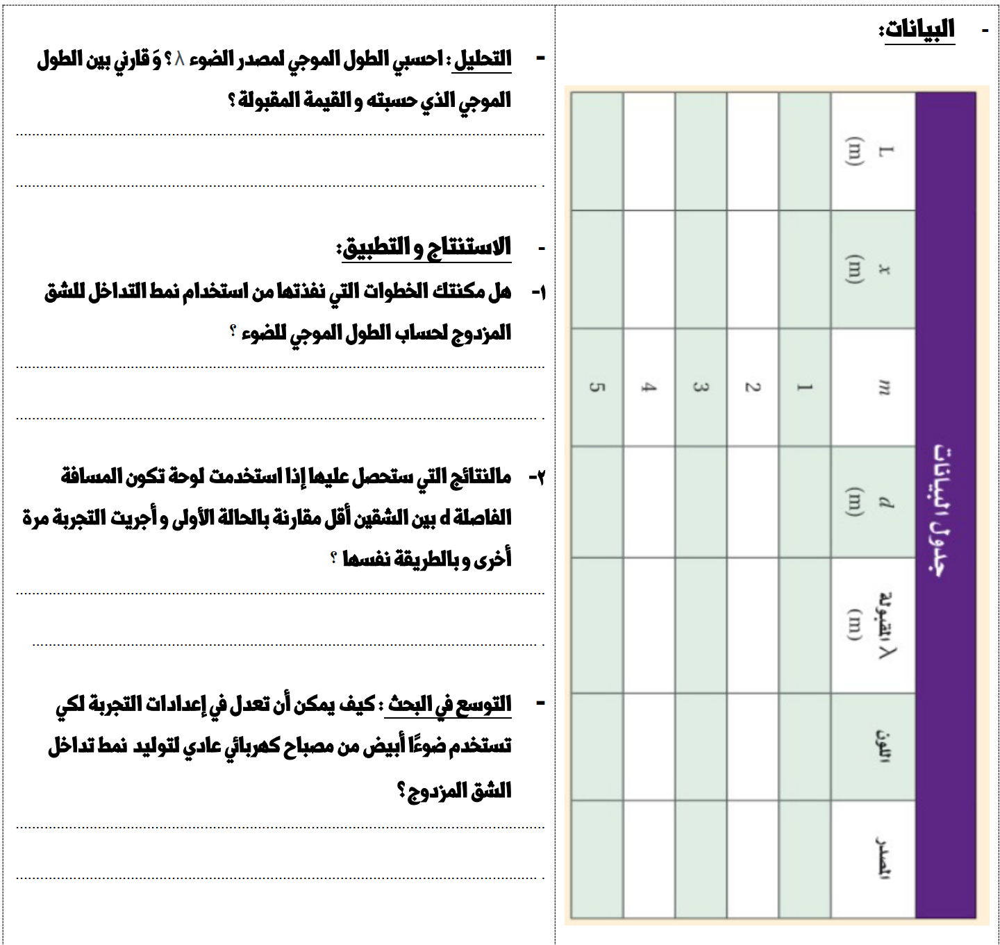 - البيانات:
جدول البيانات
المصدر اللون λ المقبولة (m) d (m) m x (m) L (m)
1
2
3
4
5
- التحليل : احسبي الطول الموجي لمصدر الضوء λ ؟ وَ قارني بين الطول
الموجي الذي حسبته و القيمة المقبولة ؟
- الاستنتاج و التطبيق:
١- هل مكنتك الخطوات التي نفذتها من استخدام نمط التداخل للشق
المزدوج لحساب الطول الموجي للضوء ؟
٢- مالنتائج التي ستحصل عليها إذا استخدمت لوحة تكون المسافة
الفاصلة d بين الشقين أقل مقارنة بالحالة الأولى و أجريت التجربة مرة
أخرى و بالطريقة نفسها ؟
- التوسع في البحث : كيف يمكن أن تعدل في إعدادات التجربة لكي
تستخدم ضوءًا أبيض من مصباح كهربائي عادي لتوليد نمط تداخل
الشق المزدوج؟